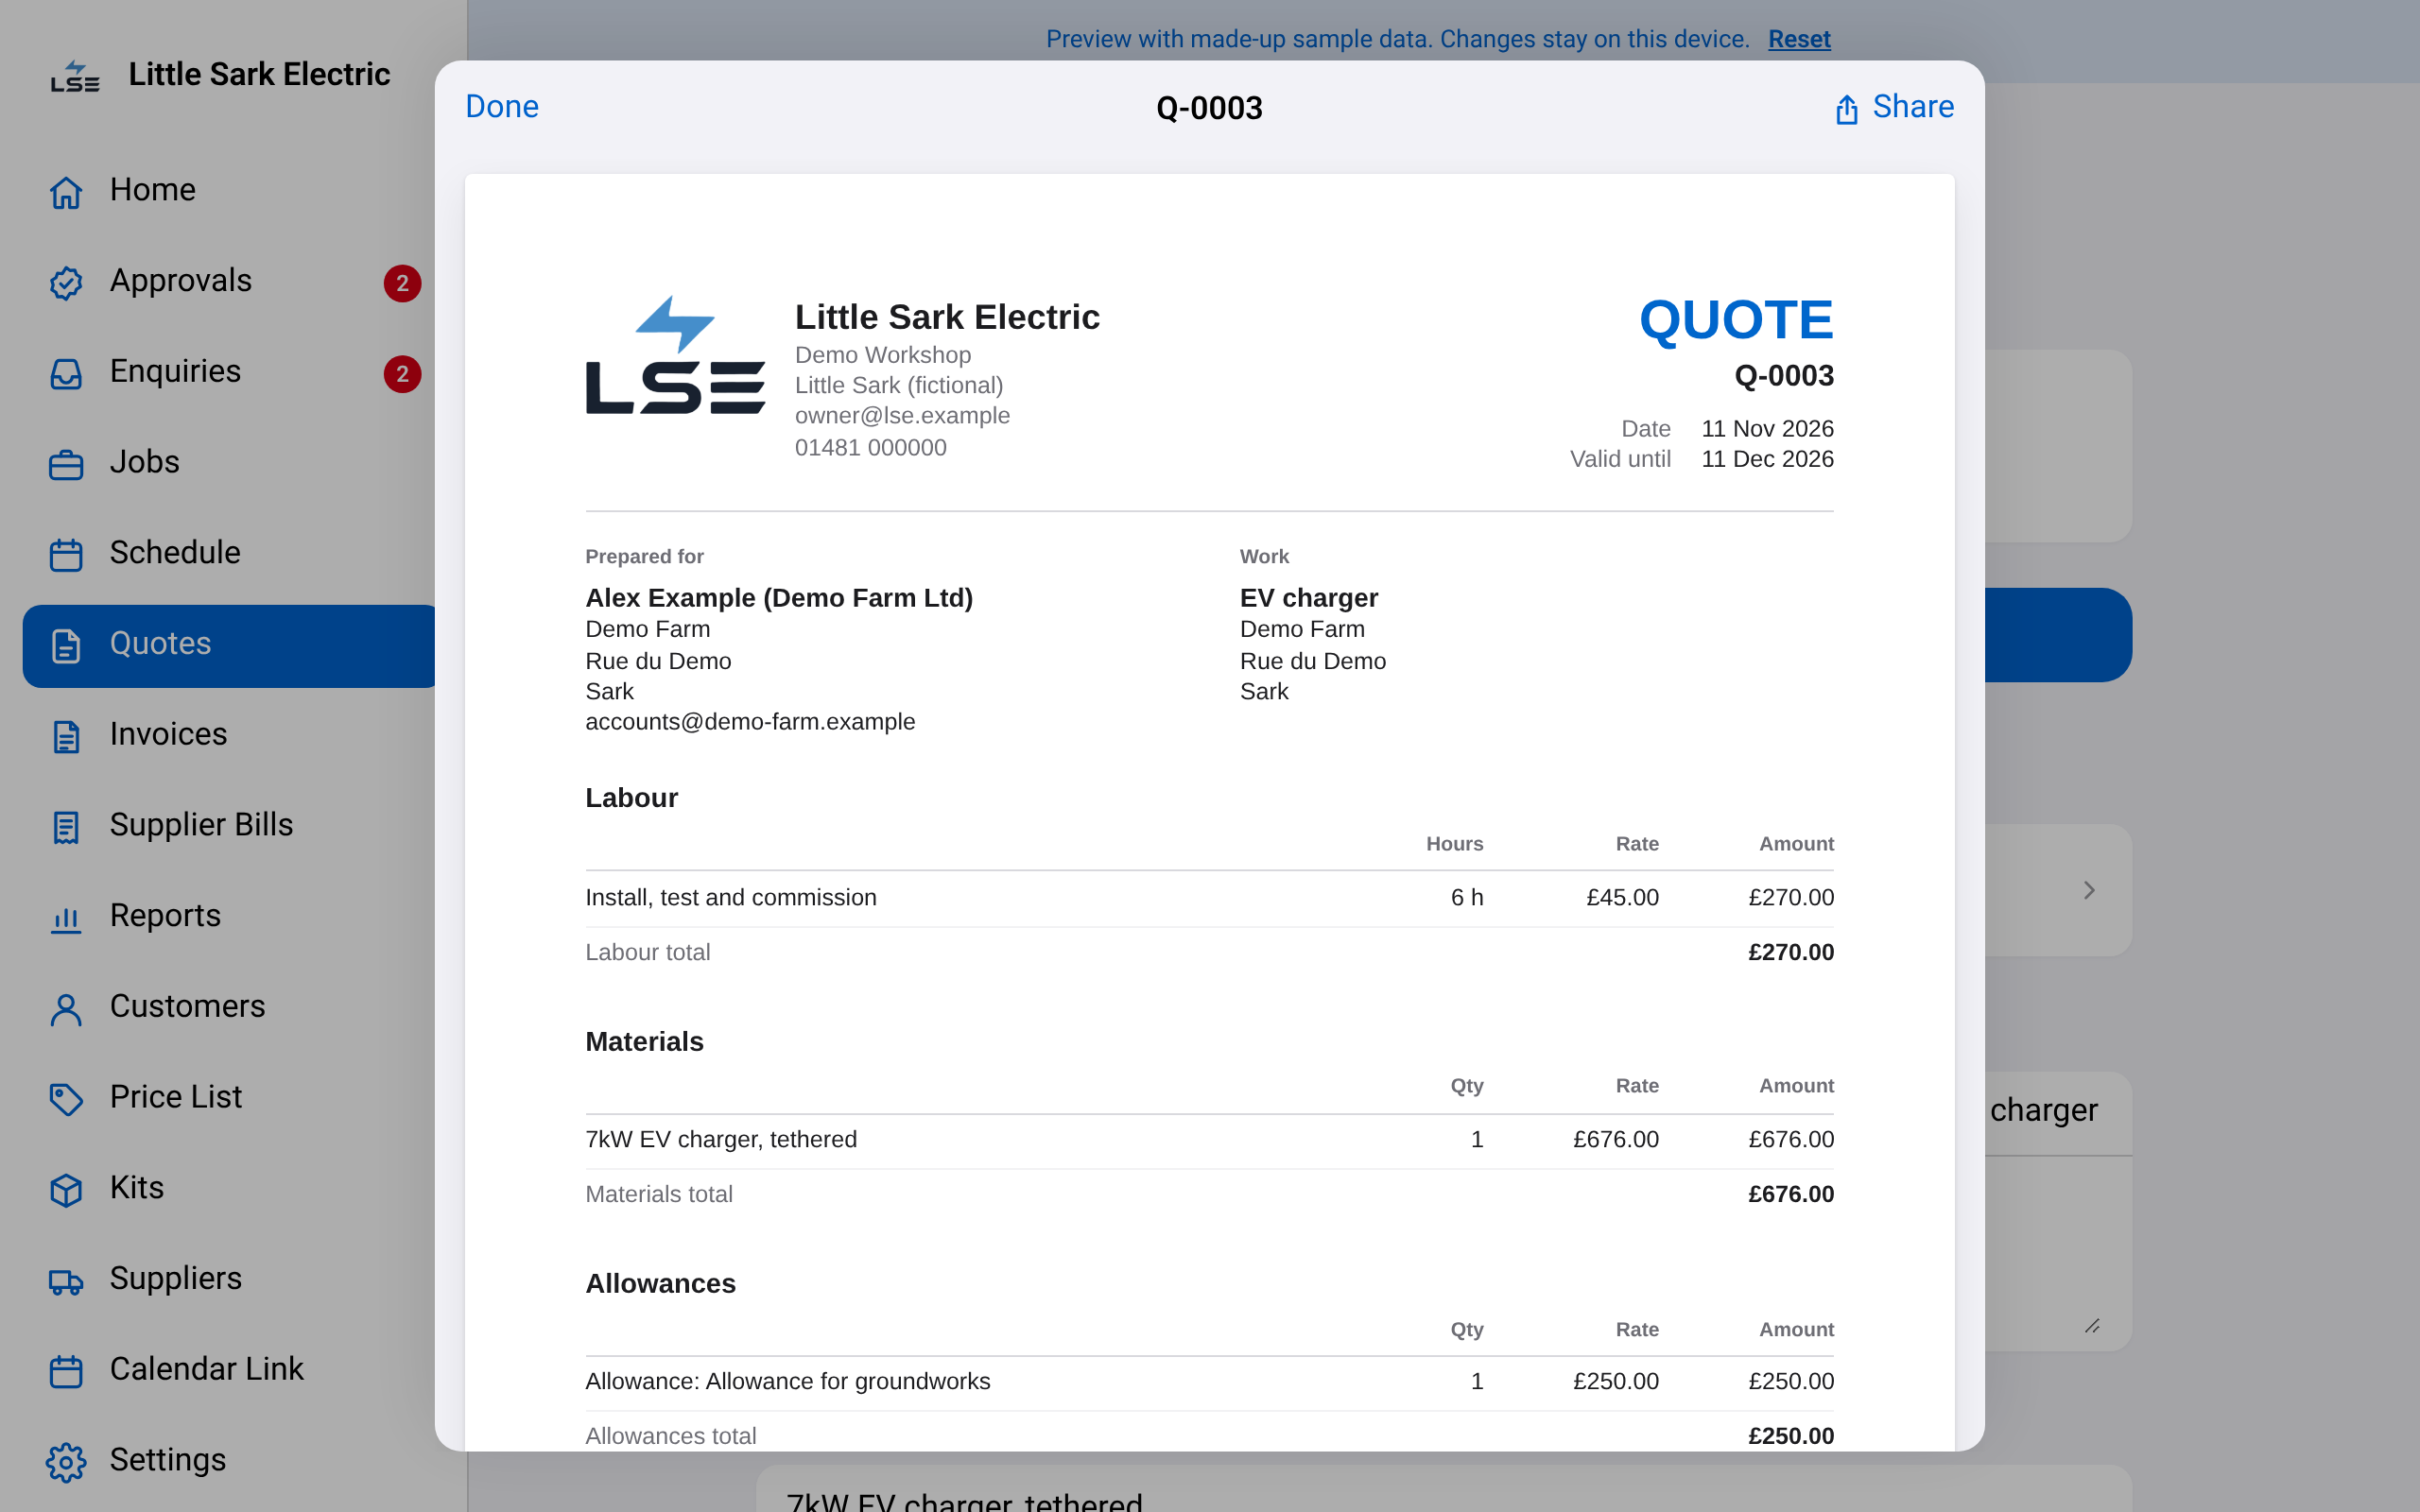 Preview with made-up sample data. Changes stay on this device. Reset
LSE Little Sark Electric
Home
Approvals 2
Enquiries 2
Jobs
Schedule
Quotes
Invoices
Supplier Bills
Reports
Customers
Price List
Kits
Suppliers
Calendar Link
Settings
Done Q-0003 Share
LSE
Little Sark Electric
Demo Workshop
Little Sark (fictional)
owner@lse.example
01481 000000
QUOTE
Q-0003
Date 11 Nov 2026
Valid until 11 Dec 2026
Prepared for
Alex Example (Demo Farm Ltd)
Demo Farm
Rue du Demo
Sark
accounts@demo-farm.example
Work
EV charger
Demo Farm
Rue du Demo
Sark
Labour
Hours Rate Amount
Install, test and commission 6 h £45.00 £270.00
Labour total £270.00
Materials
Qty Rate Amount
7kW EV charger, tethered 1 £676.00 £676.00
Materials total £676.00
Allowances
Qty Rate Amount
Allowance: Allowance for groundworks 1 £250.00 £250.00
Allowances total £250.00
charger
7kW EV charger, tethered